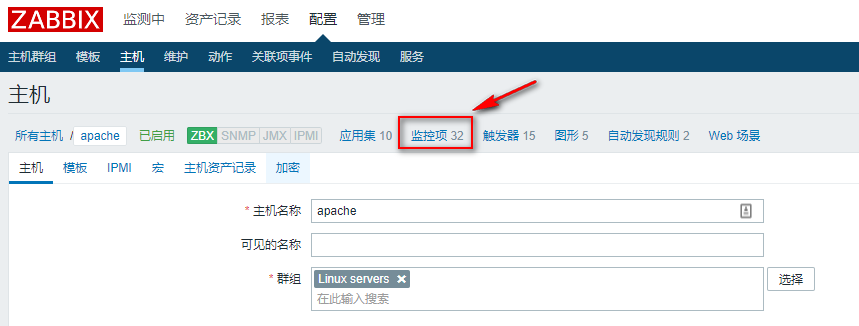 ZABBIX 监测中 资产记录 报表 配置 管理
主机群组 模板 主机 维护 动作 关联项事件 自动发现 服务
主机
所有主机 / apache 已启用 ZBX SNMP JMX IPMI 应用集 10 监控项 32 触发器 15 图形 5 自动发现规则 2 Web 场景
主机 模板 IPMI 宏 主机资产记录 加密
* 主机名称 apache
可见的名称
* 群组 Linux servers 选择
在此输入搜索